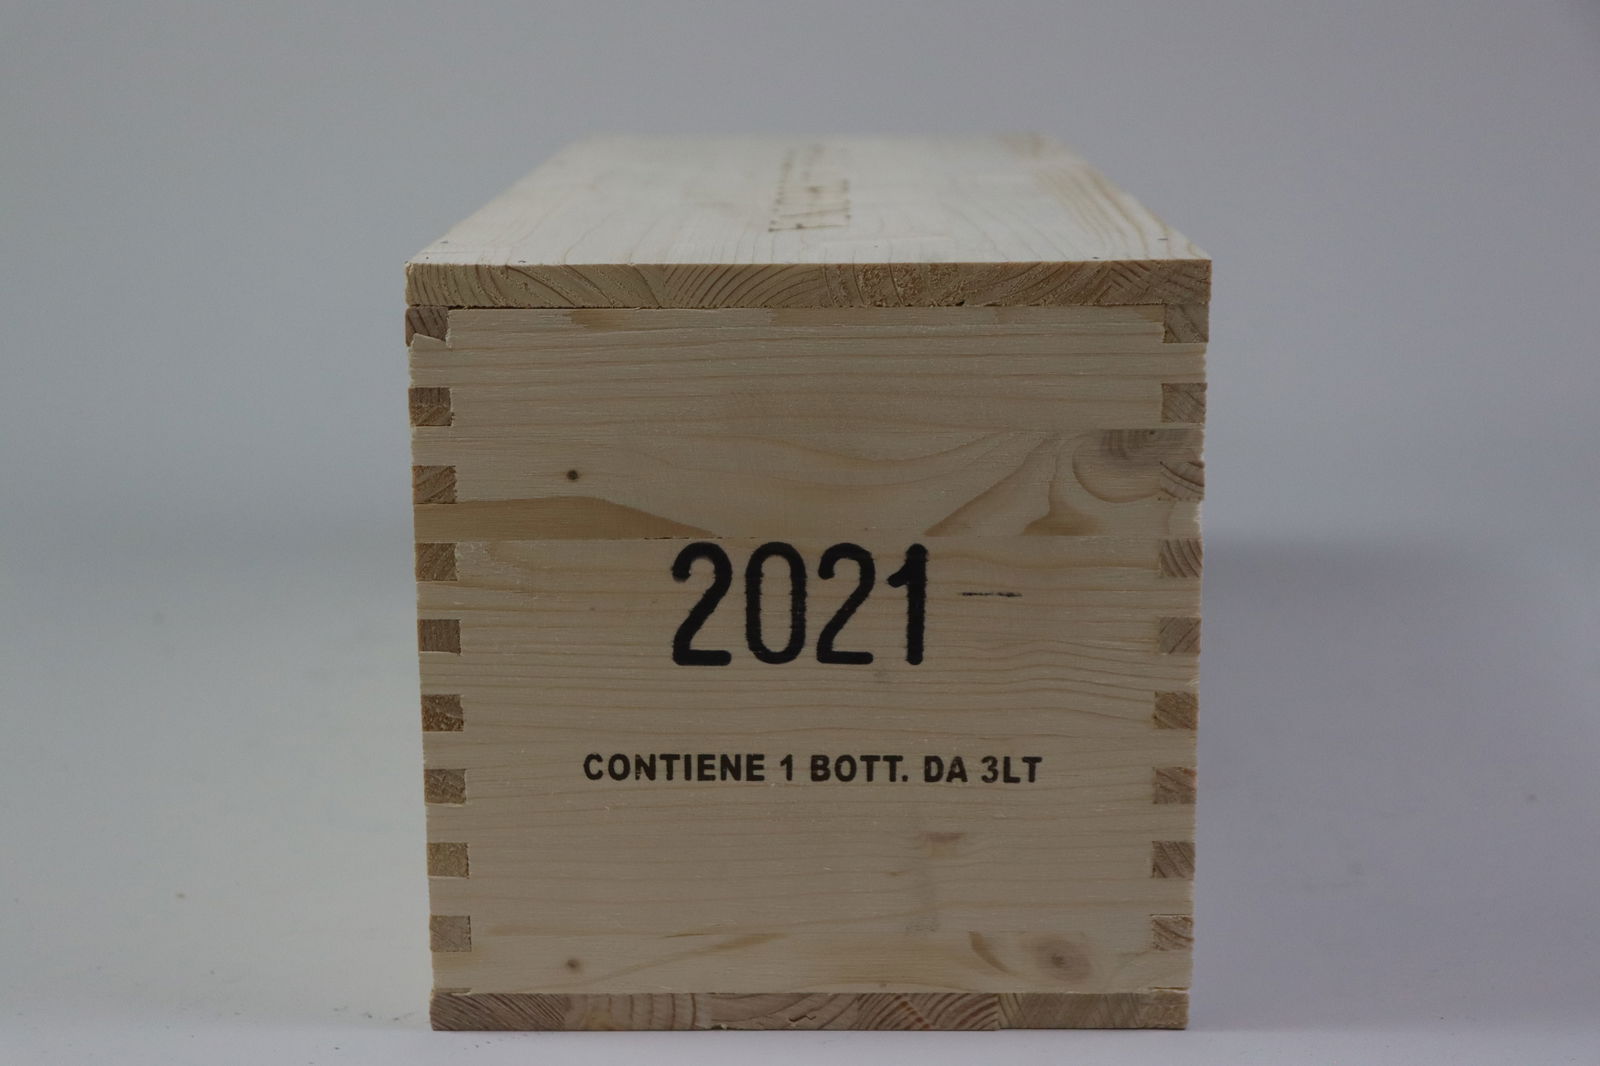 2021
CONTIENE 1 BOTT. DA 3LT